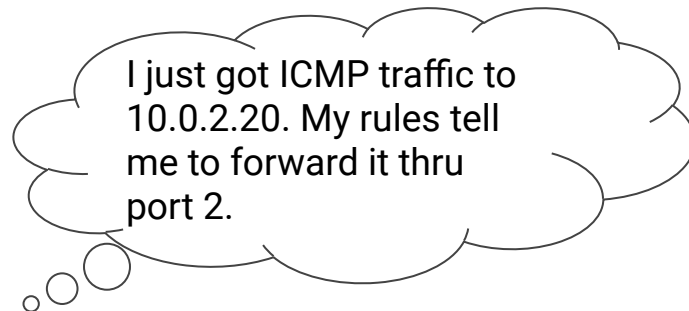 I just got ICMP traffic to
10.0.2.20. My rules tell
me to forward it thru
port 2.